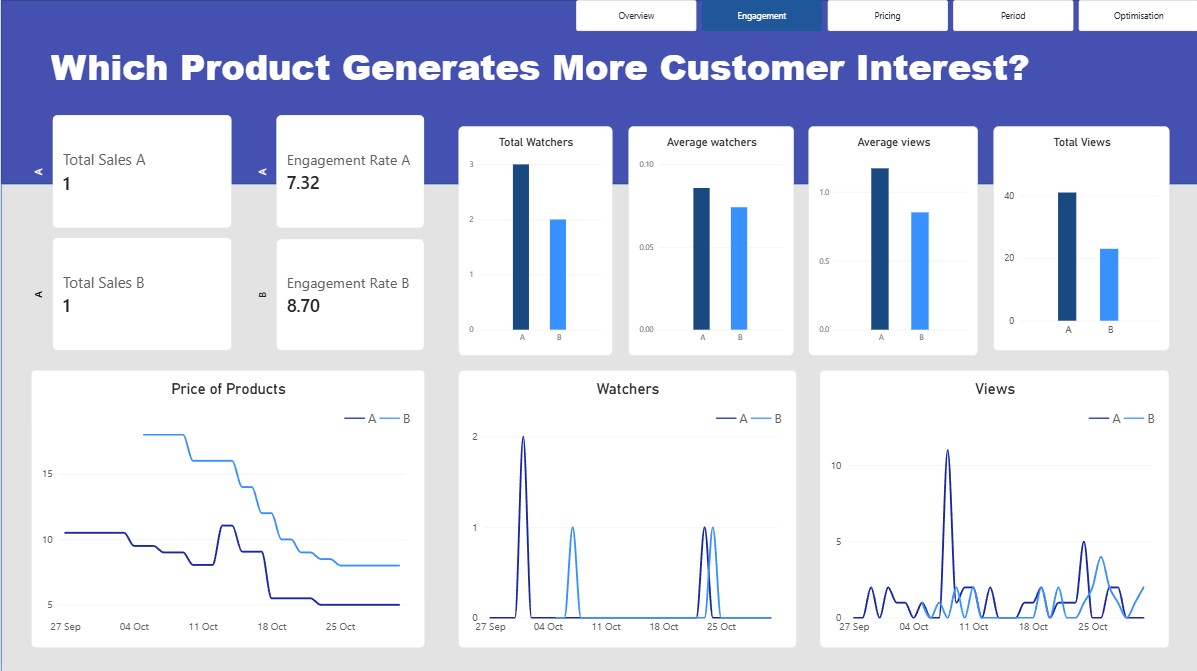 Overview
Engagement
Pricing
Period
Optimisation
Which Product Generates More Customer Interest?
A
Total Sales A
1
A
Engagement Rate A
7.32
A
Total Sales B
1
B
Engagement Rate B
8.70
Total Watchers
3
2
1
0
A B
Average watchers
0.10
0.05
0.00
A B
Average views
1.0
0.5
0.0
A B
Total Views
40
20
0
A B
Price of Products
A B
15
10
5
27 Sep 04 Oct 11 Oct 18 Oct 25 Oct
Watchers
A B
2
1
0
27 Sep 04 Oct 11 Oct 18 Oct 25 Oct
Views
A B
10
5
0
27 Sep 04 Oct 11 Oct 18 Oct 25 Oct